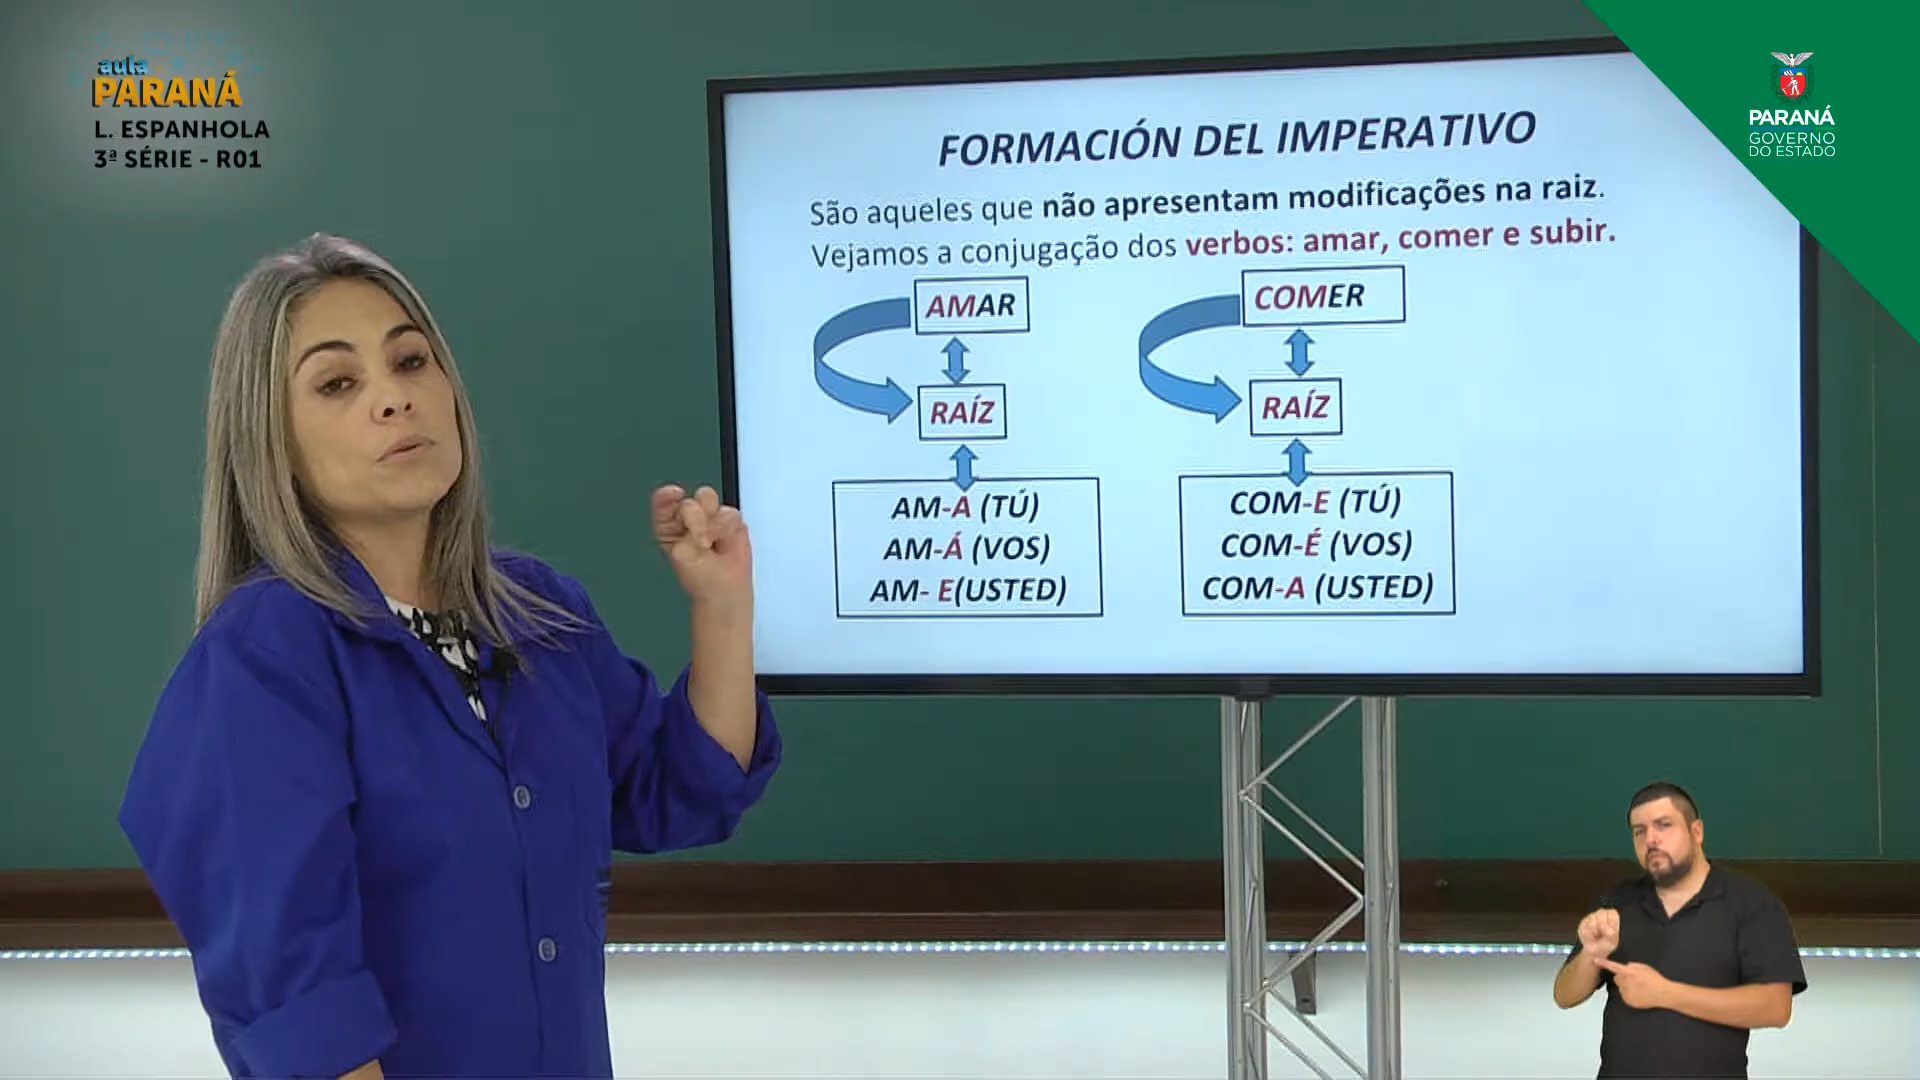 aula
PARANÁ
L. ESPANHOLA
3ª SÉRIE - R01
PARANÁ
GOVERNO
DO ESTADO
FORMACIÓN DEL IMPERATIVO
São aqueles que não apresentam modificações na raiz.
Vejamos a conjugação dos verbos: amar, comer e subir.
AMAR
RAÍZ
AM-A (TÚ)
AM-Á (VOS)
AM- E(USTED)
COMER
RAÍZ
COM-E (TÚ)
COM-É (VOS)
COM-A (USTED)